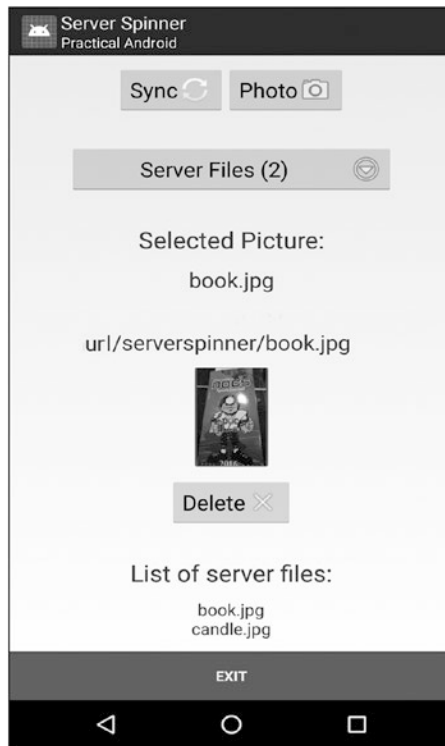 Server Spinner
Practical Android
Sync Photo
Server Files (2)
Selected Picture:
book.jpg
url/serverspinner/book.jpg
Delete
List of server files:
book.jpg
candle.jpg
EXIT